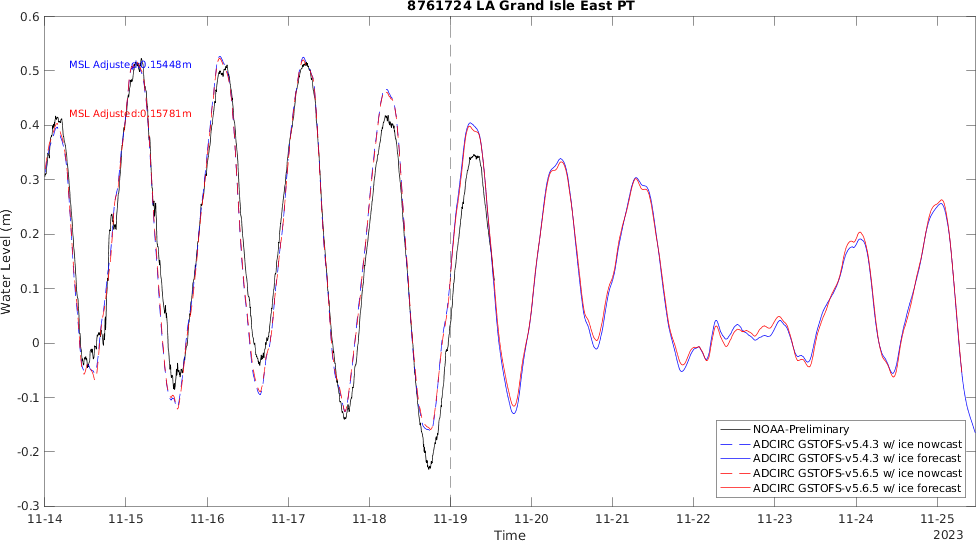 8761724 LA Grand Isle East PT
0.6
0.5
0.4
0.3
0.2
0.1
0
-0.1
-0.2
-0.3
Water Level (m)
MSL Adjusted:0.15448m
MSL Adjusted:0.15781m
NOAA-Preliminary
ADCIRC GSTOFS-v5.4.3 w/ ice nowcast
ADCIRC GSTOFS-v5.4.3 w/ ice forecast
ADCIRC GSTOFS-v5.6.5 w/ ice nowcast
ADCIRC GSTOFS-v5.6.5 w/ ice forecast
11-14 11-15 11-16 11-17 11-18 11-19 11-20 11-21 11-22 11-23 11-24 11-25
Time
2023